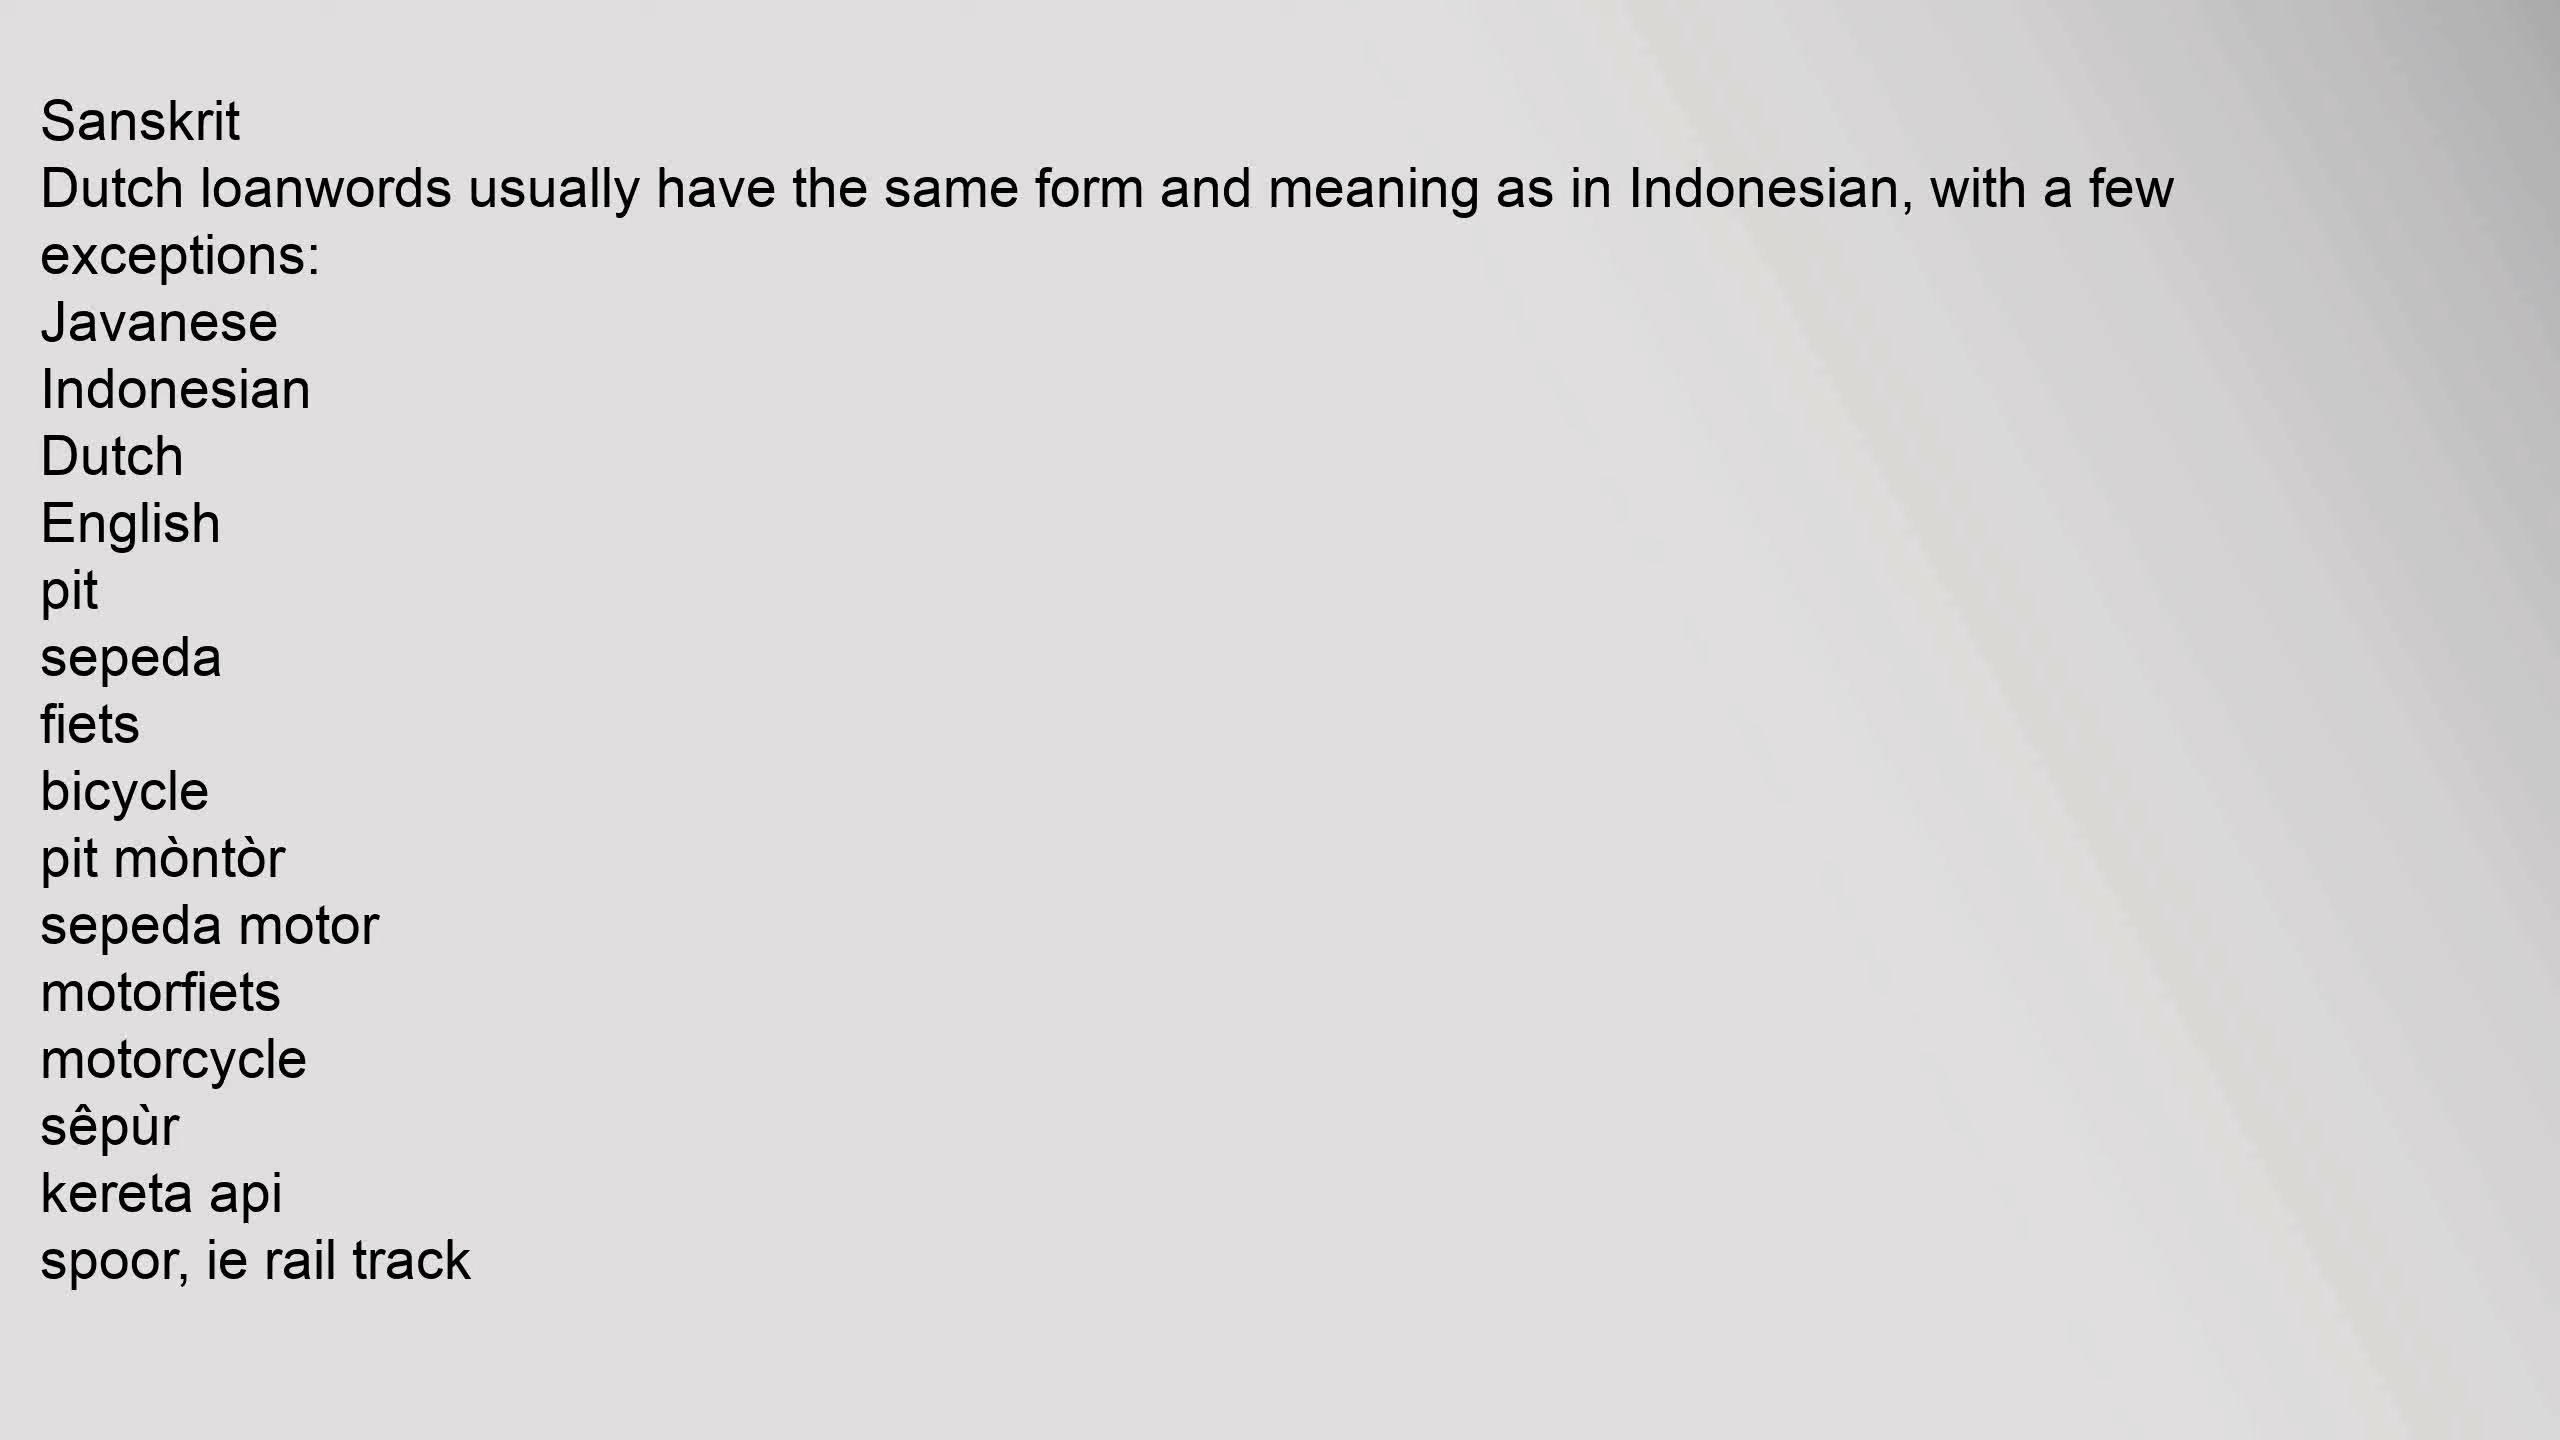 Sanskrit
Dutch loanwords usually have the same form and meaning as in Indonesian, with a few
exceptions:
Javanese
Indonesian
Dutch
English
pit
sepeda
fiets
bicycle
pit mòntòr
sepeda motor
motorfiets
motorcycle
sêpùr
kereta api
spoor, ie rail track